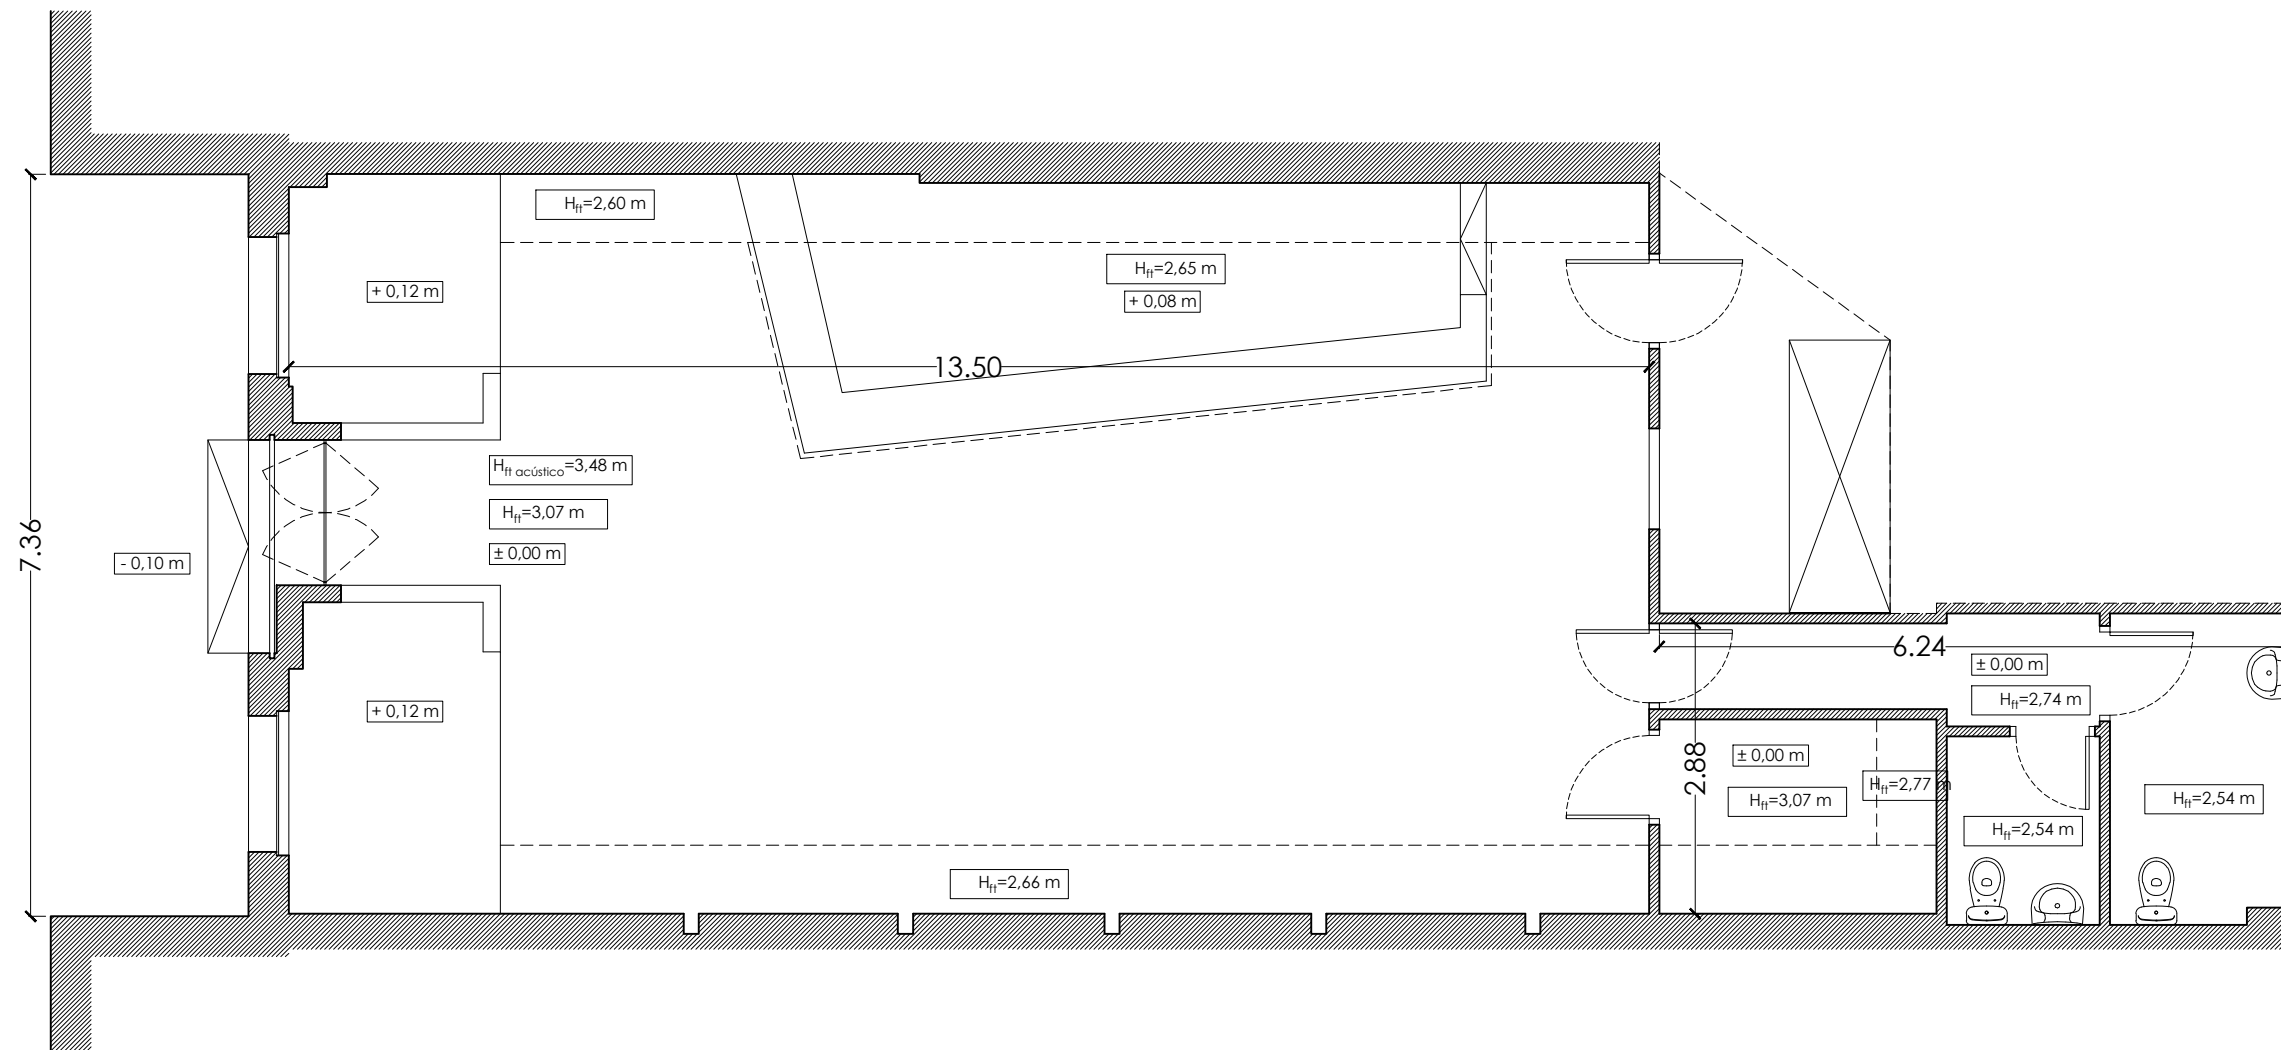 H_ft=2,60 m
H_ft=2,65 m
+ 0,08 m
+ 0,12 m
13.50
H_ft acústico=3,48 m
H_ft=3,07 m
± 0,00 m
7.36
- 0,10 m
6.24
± 0,00 m
H_ft=2,74 m
+ 0,12 m
2.88
± 0,00 m
H_ft=2,77 m
H_ft=3,07 m
H_ft=2,54 m
H_ft=2,54 m
H_ft=2,66 m